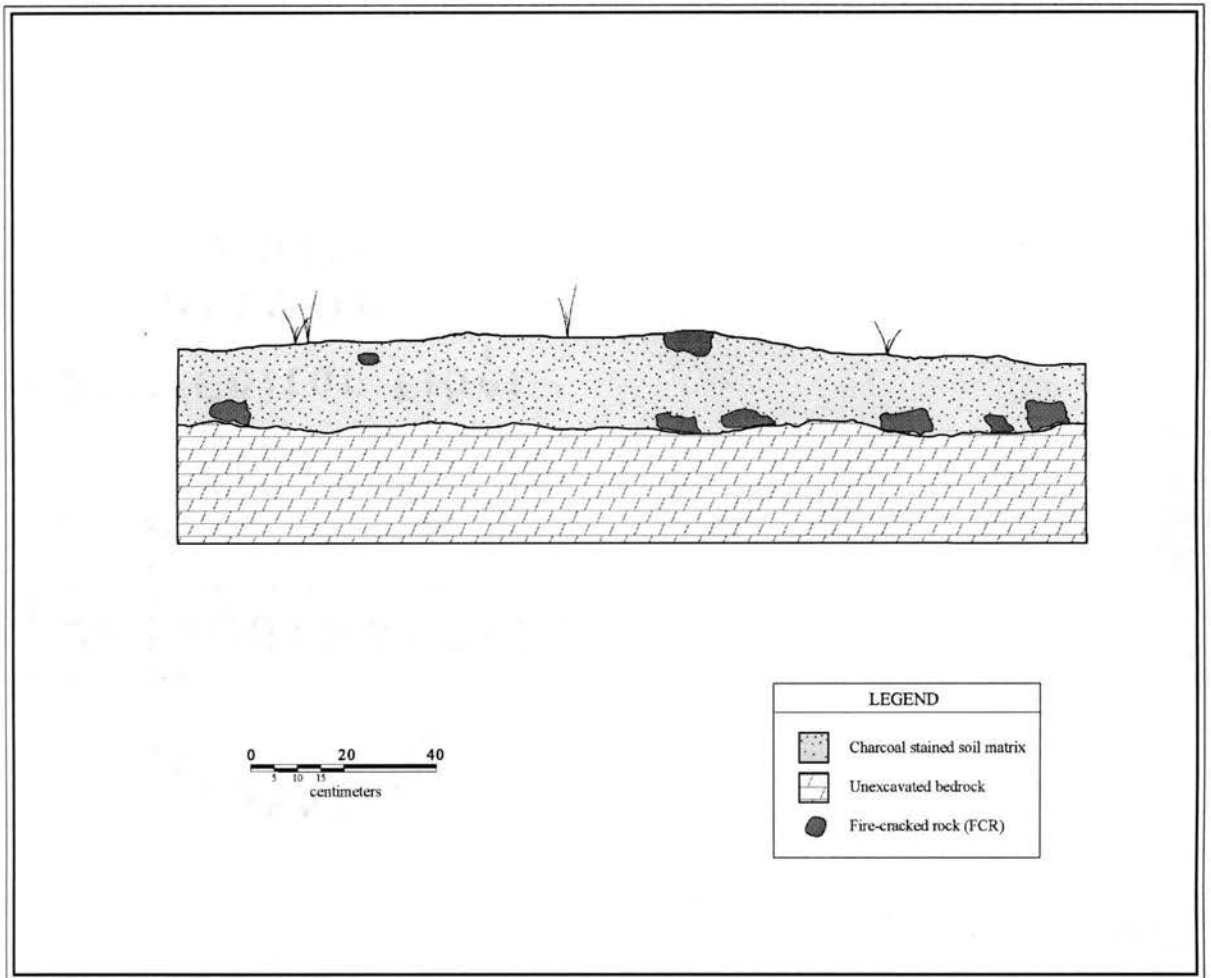 0 20 40
5 10 15
centimeters
LEGEND
Charcoal stained soil matrix
Unexcavated bedrock
Fire-cracked rock (FCR)